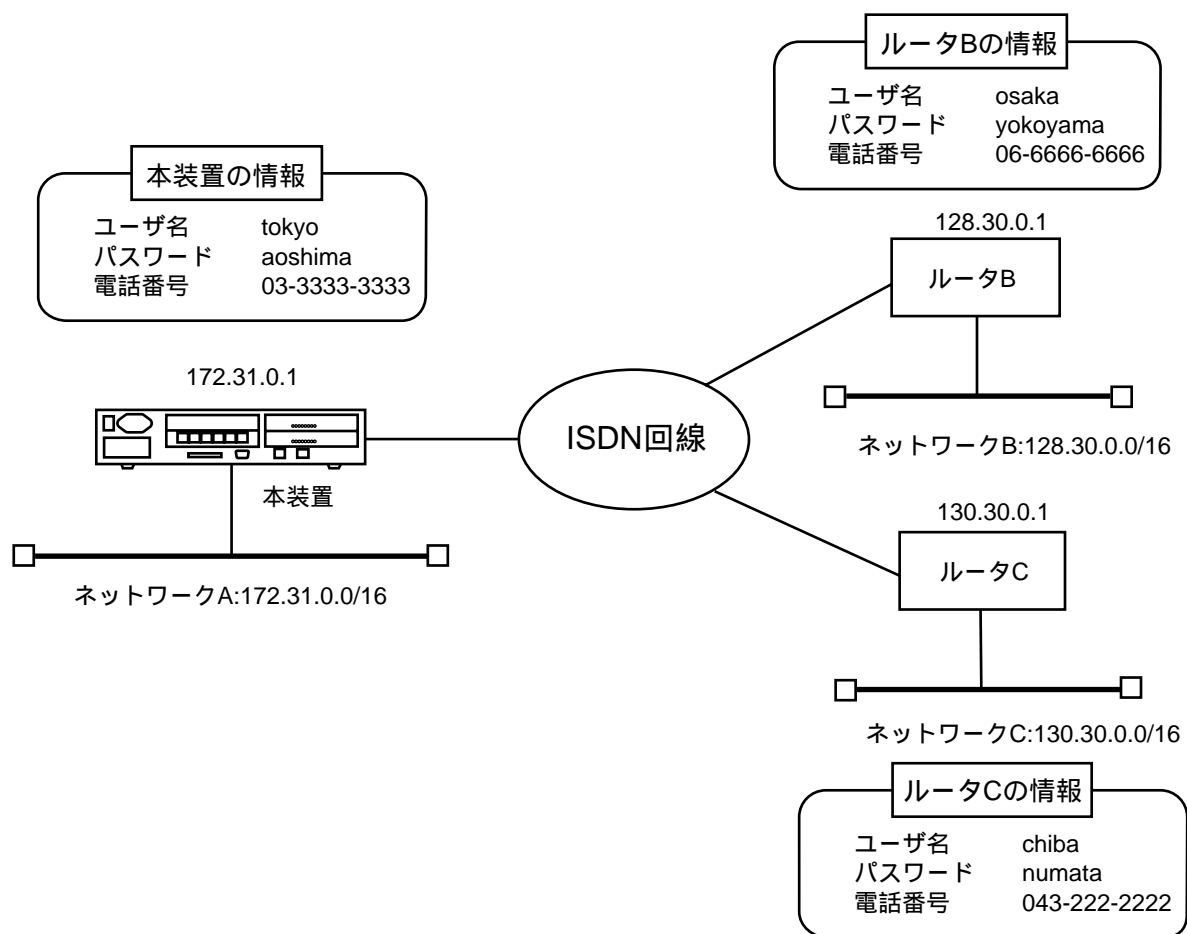 ルータBの情報
ユーザ名 osaka
パスワード yokoyama
電話番号 06-6666-6666
本装置の情報
ユーザ名 tokyo
パスワード aoshima
電話番号 03-3333-3333
128.30.0.1
ルータB
172.31.0.1
ISDN回線
ネットワークB:128.30.0.0/16
本装置
130.30.0.1
ルータC
ネットワークA:172.31.0.0/16
ネットワークC:130.30.0.0/16
ルータCの情報
ユーザ名 chiba
パスワード numata
電話番号 043-222-2222